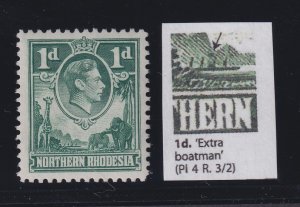 1d 1d
NORTHERN RHODESIA
HERN
1d. 'Extra
boatman'
(Pl 4 R. 3/2)